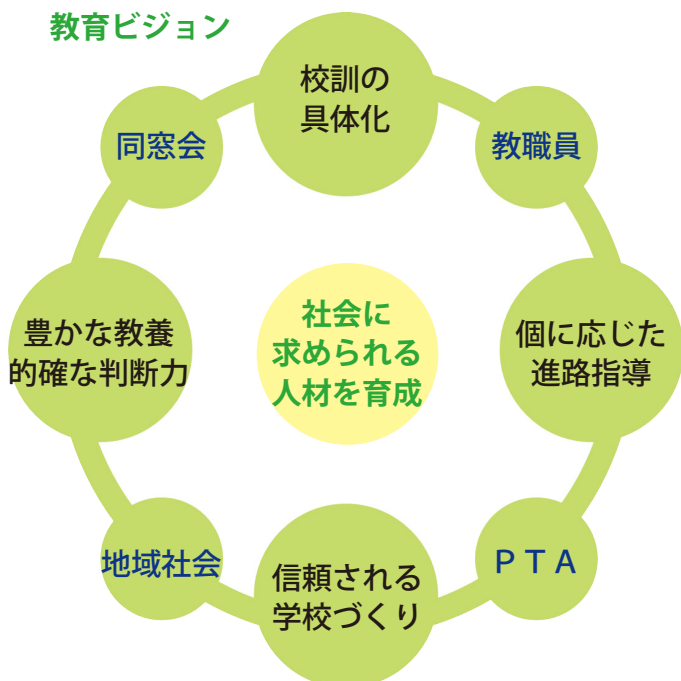 教育ビジョン
校訓の
具体化
同窓会
教職員
豊かな教養
的確な判断力
社会に
求められる
人材を育成
個に応じた
進路指導
地域社会
信頼される
学校づくり
ＰＴＡ